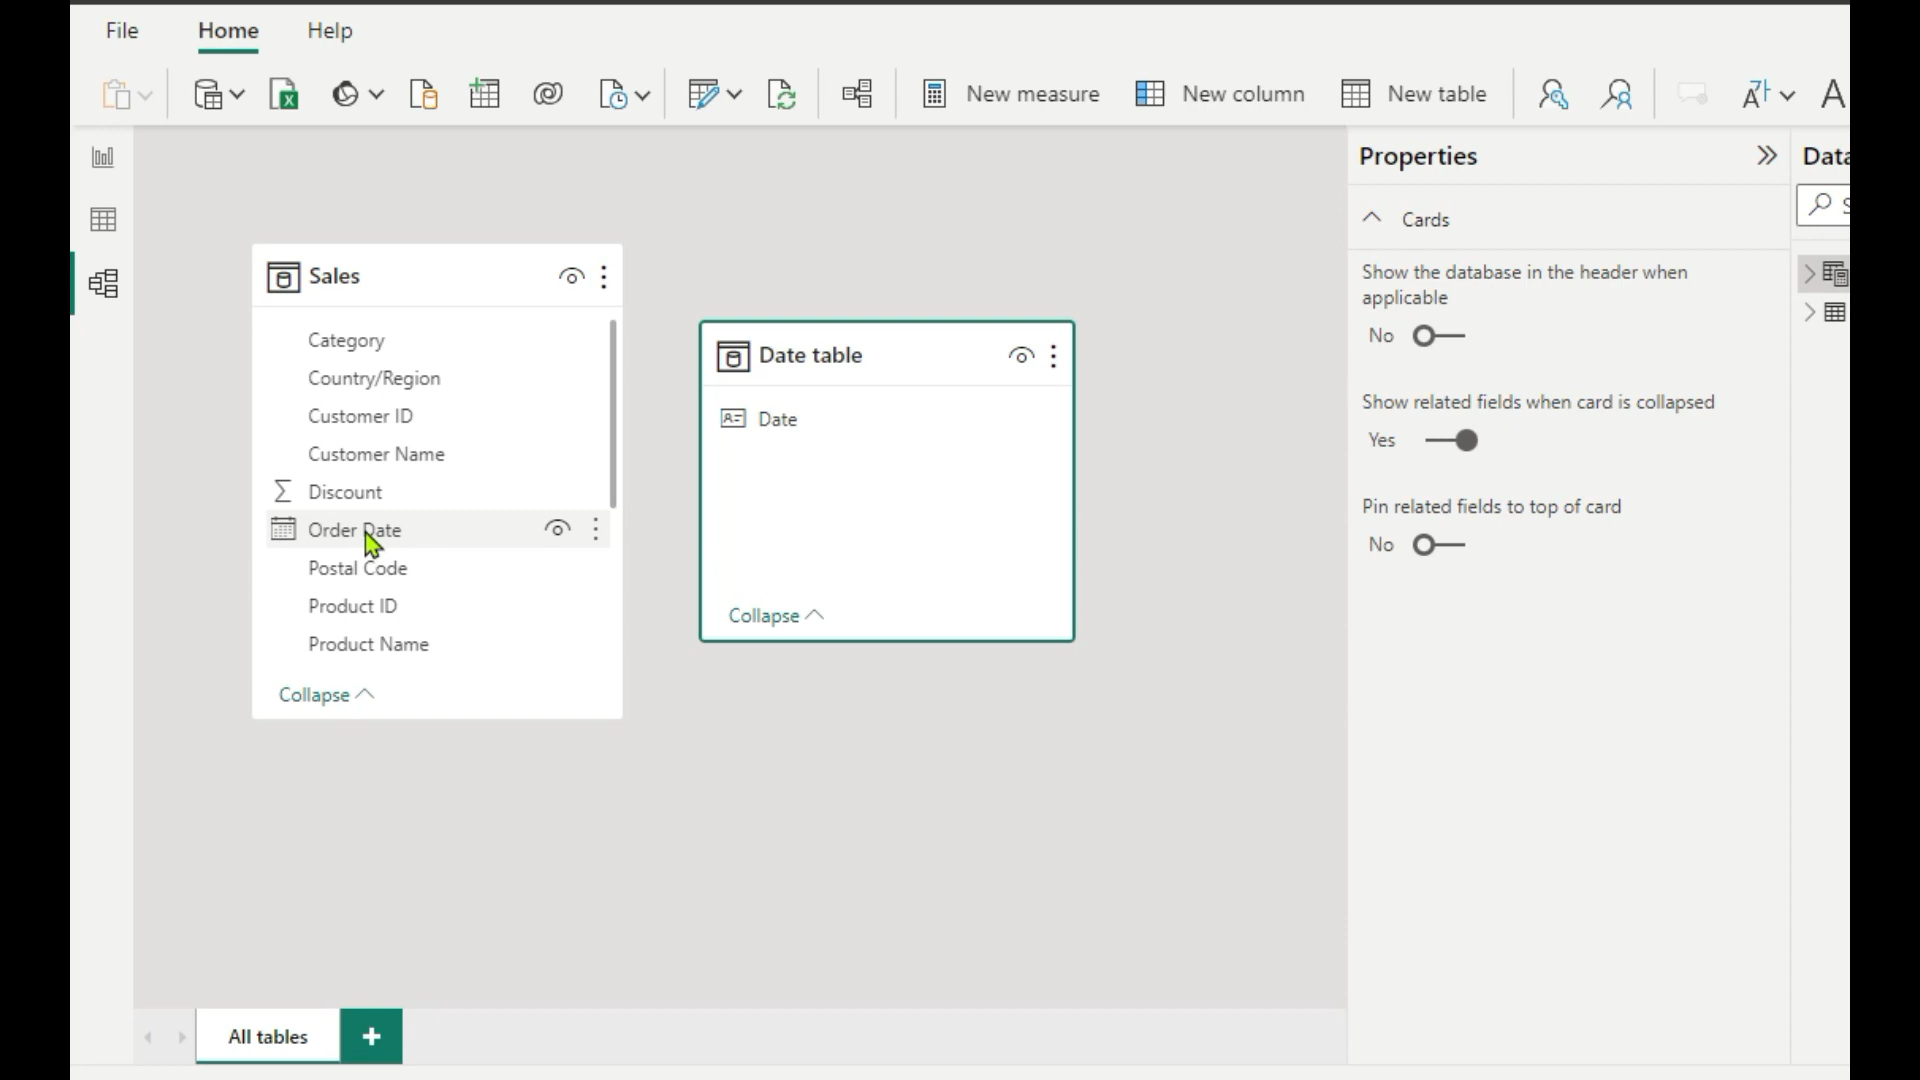 File Home Help
New measure New column New table
Properties
Data
Cards
Show the database in the header when
applicable
No
Show related fields when card is collapsed
Yes
Pin related fields to top of card
No
Sales
Category
Country/Region
Customer ID
Customer Name
Discount
Order Date
Postal Code
Product ID
Product Name
Collapse
Date table
Date
Collapse
All tables